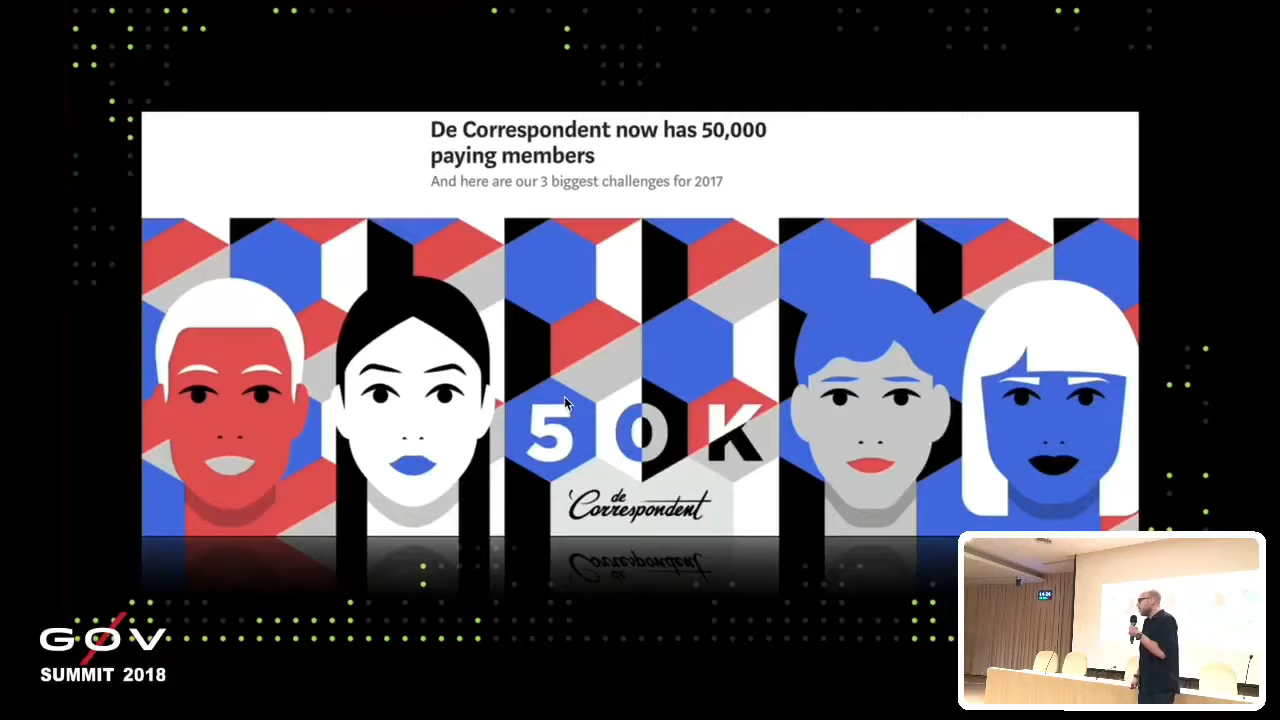 De Correspondent now has 50,000
paying members
And here are our 3 biggest challenges for 2017
50K
de
Correspondent
GØV
SUMMIT 2018